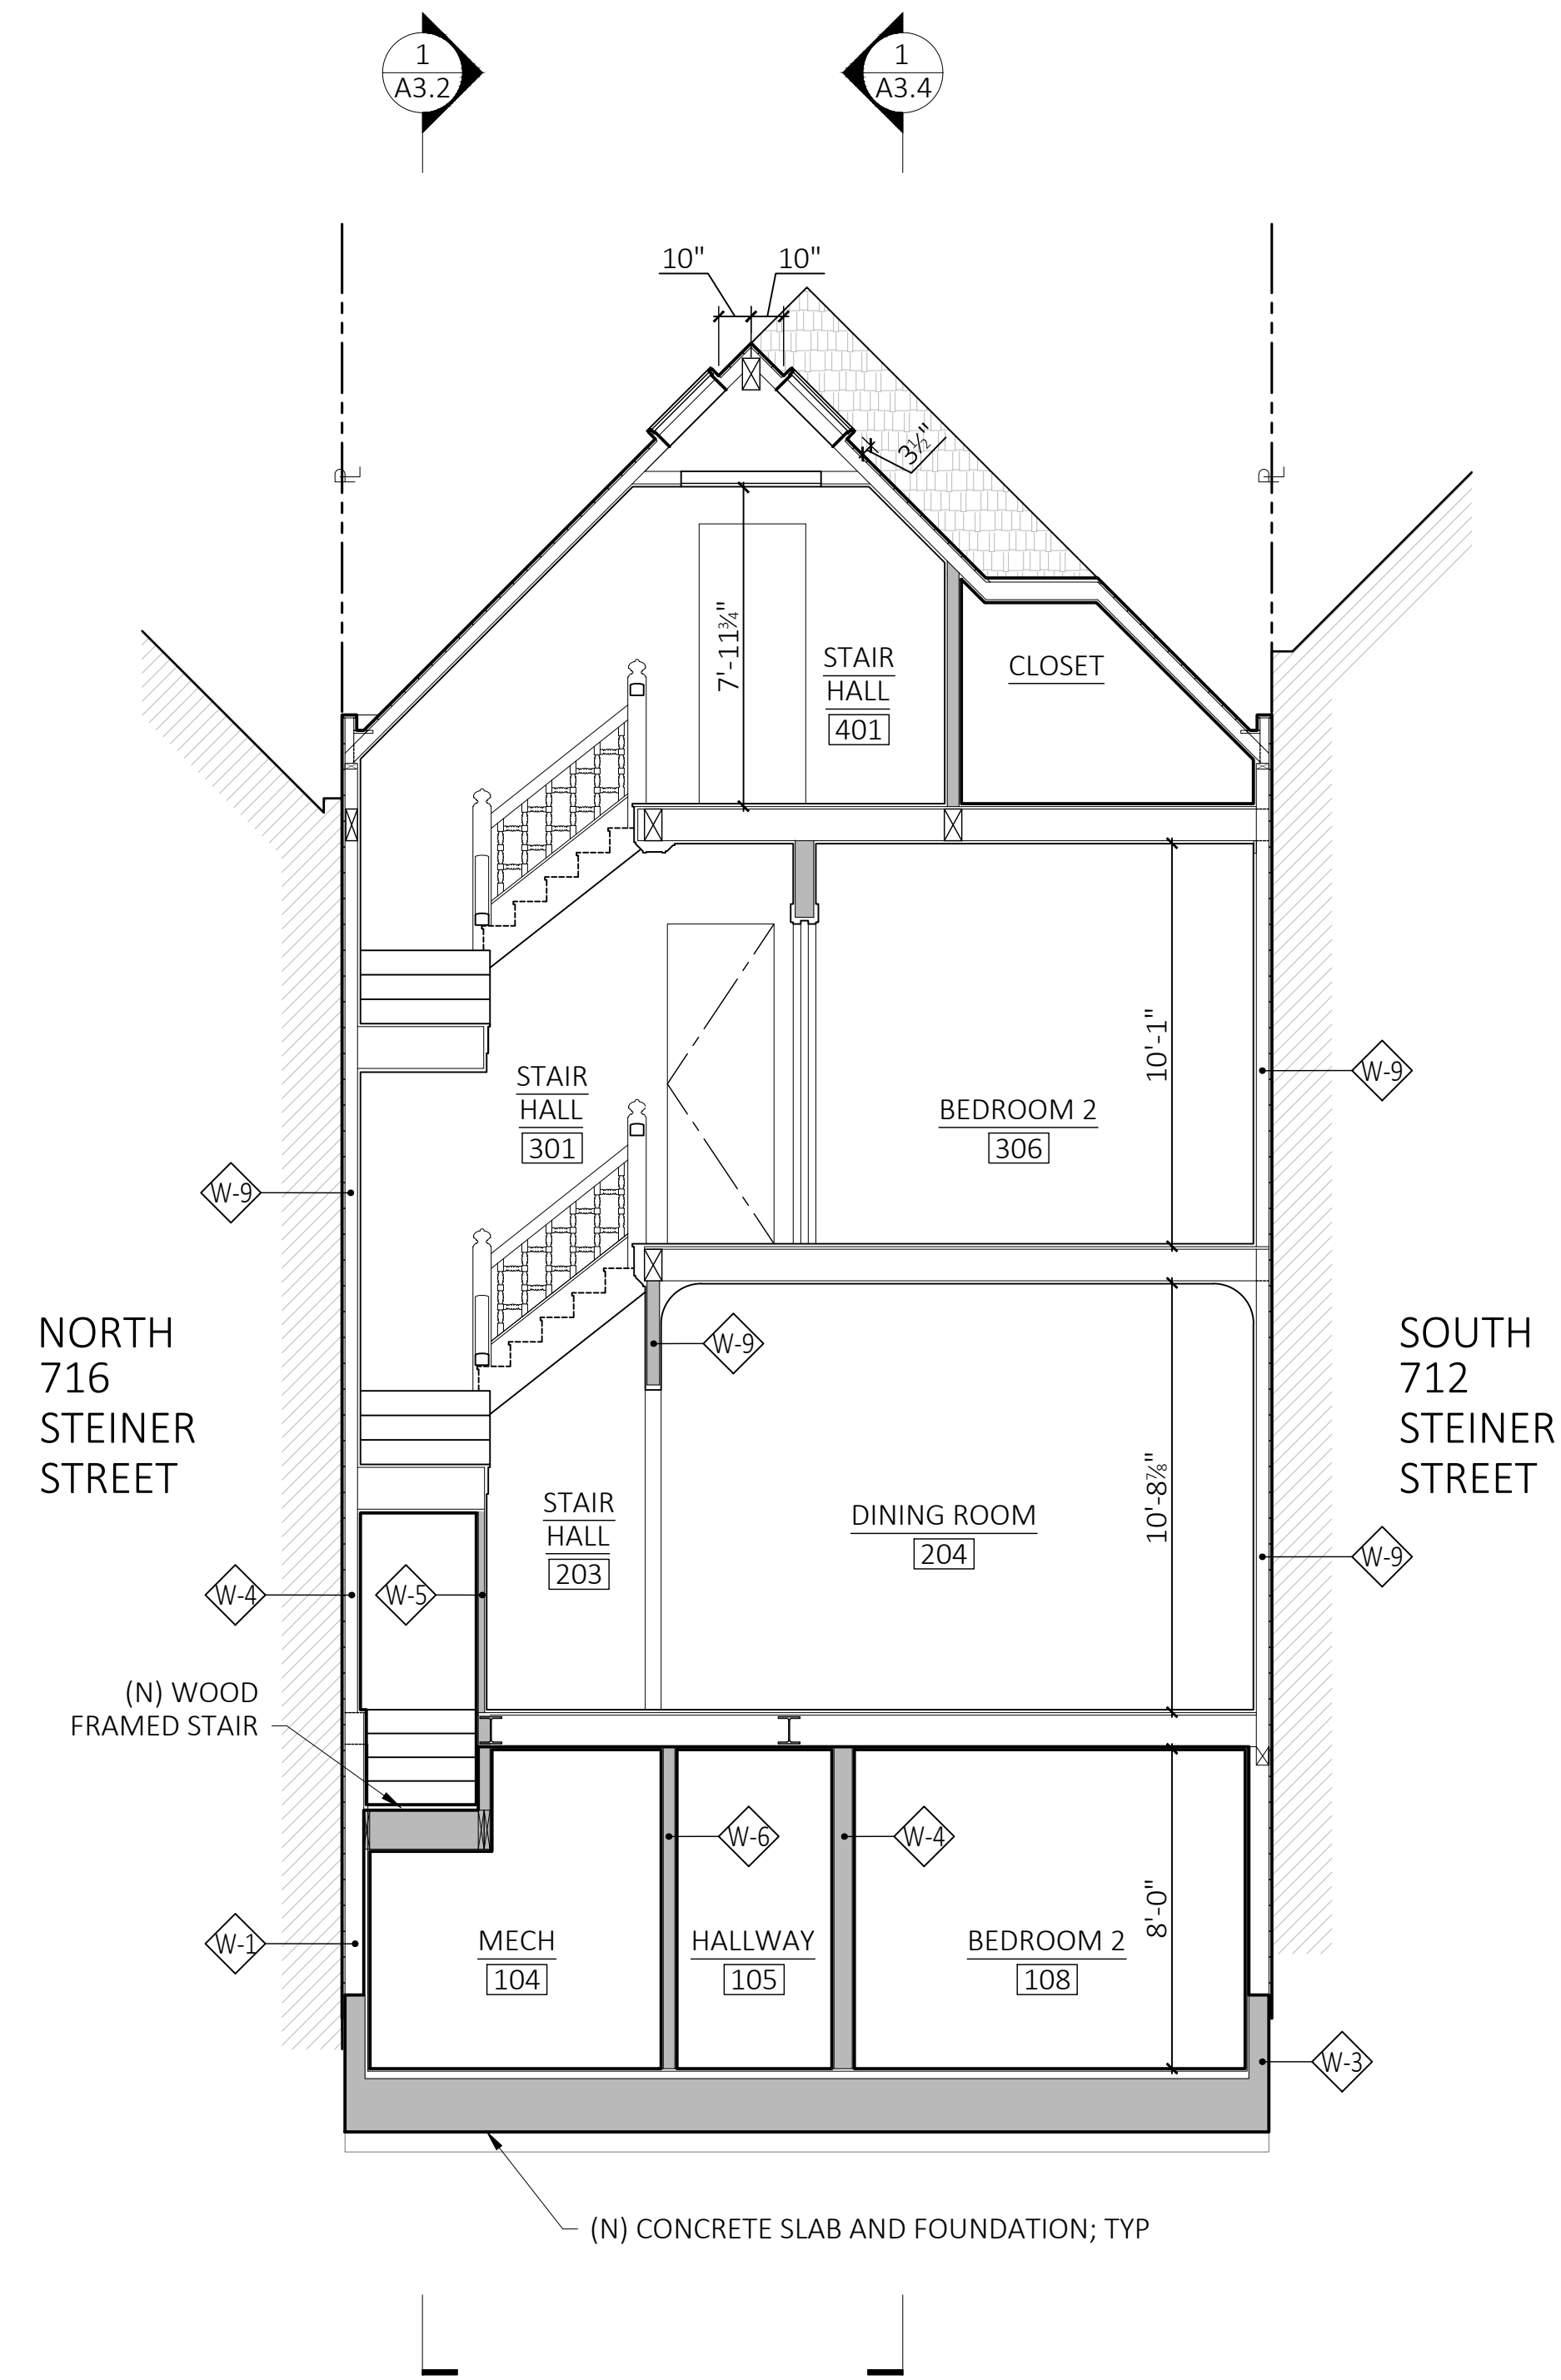 1
A3.2
1
A3.4
10"
10"
3½"
PL
PL
7'-11¾"
STAIR
HALL
401
CLOSET
10'-1"
STAIR
HALL
301
BEDROOM 2
306
W-9
W-9
NORTH
716
STEINER
STREET
W-9
SOUTH
712
STEINER
STREET
STAIR
HALL
203
DINING ROOM
204
10'-8⅞"
W-9
W-4
W-5
(N) WOOD
FRAMED STAIR
W-6
W-4
W-1
MECH
104
HALLWAY
105
BEDROOM 2
108
8'-0"
W-3
(N) CONCRETE SLAB AND FOUNDATION; TYP